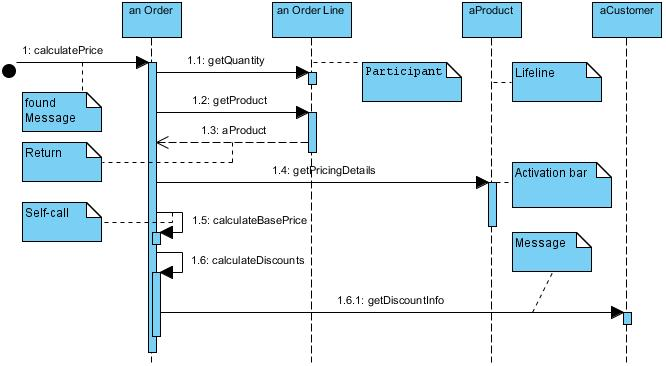 an Order
an Order Line
aProduct
aCustomer
1: calculatePrice
1.1: getQuantity
Participant
Lifeline
found
Message
1.2: getProduct
1.3: aProduct
Return
1.4: getPricingDetails
Activation bar
Self-call
1.5: calculateBasePrice
Message
1.6: calculateDiscounts
1.6.1: getDiscountInfo